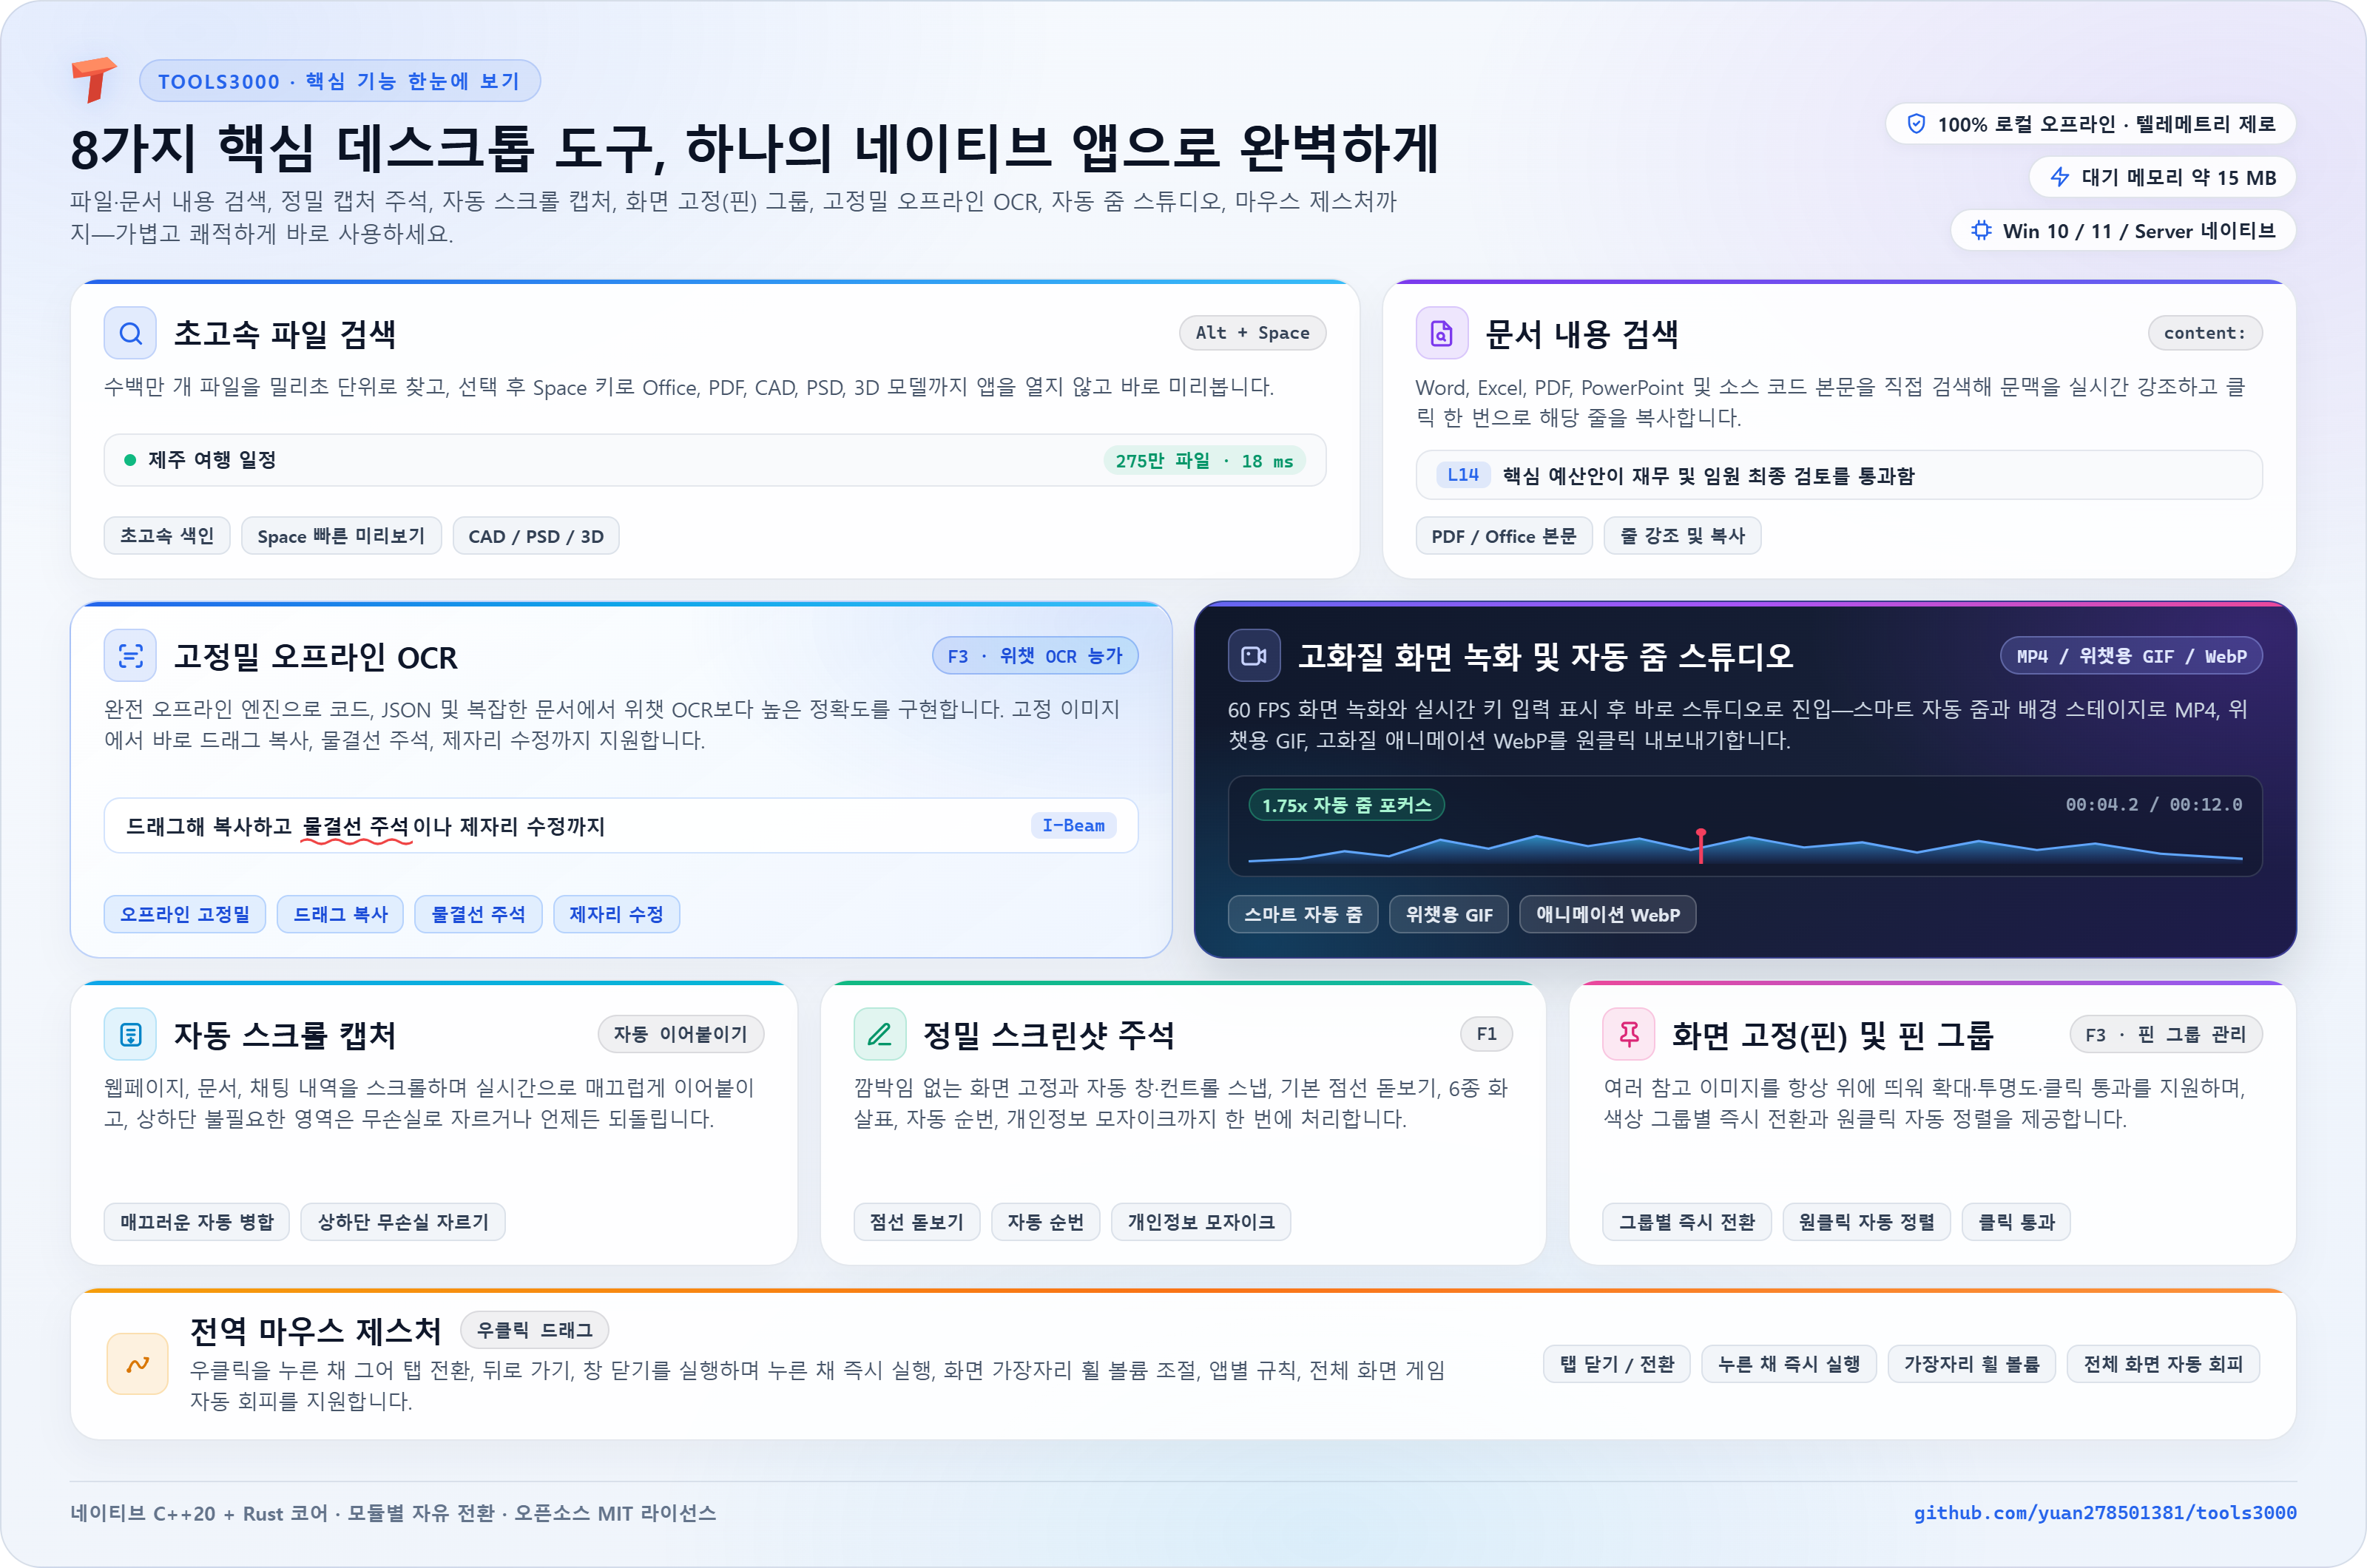 TOOLS3000 · 핵심 기능 한눈에 보기
8가지 핵심 데스크톱 도구, 하나의 네이티브 앱으로 완벽하게
파일·문서 내용 검색, 정밀 캡처 주석, 자동 스크롤 캡처, 화면 고정(핀) 그룹, 고정밀 오프라인 OCR, 자동 줌 스튜디오, 마우스 제스처까
지—가볍고 쾌적하게 바로 사용하세요.
100% 로컬 오프라인 · 텔레메트리 제로
대기 메모리 약 15 MB
Win 10 / 11 / Server 네이티브
초고속 파일 검색
Alt + Space
수백만 개 파일을 밀리초 단위로 찾고, 선택 후 Space 키로 Office, PDF, CAD, PSD, 3D 모델까지 앱을 열지 않고 바로 미리봅니다.
제주 여행 일정
275만 파일 · 18 ms
초고속 색인
Space 빠른 미리보기
CAD / PSD / 3D
문서 내용 검색
content:
Word, Excel, PDF, PowerPoint 및 소스 코드 본문을 직접 검색해 문맥을 실시간 강조하고 클
릭 한 번으로 해당 줄을 복사합니다.
L14 핵심 예산안이 재무 및 임원 최종 검토를 통과함
PDF / Office 본문
줄 강조 및 복사
고정밀 오프라인 OCR
F3 · 위챗 OCR 능가
완전 오프라인 엔진으로 코드, JSON 및 복잡한 문서에서 위챗 OCR보다 높은 정확도를 구현합니다. 고정 이미지
에서 바로 드래그 복사, 물결선 주석, 제자리 수정까지 지원합니다.
드래그해 복사하고 물결선 주석이나 제자리 수정까지
I-Beam
오프라인 고정밀
드래그 복사
물결선 주석
제자리 수정
고화질 화면 녹화 및 자동 줌 스튜디오
MP4 / 위챗용 GIF / WebP
60 FPS 화면 녹화와 실시간 키 입력 표시 후 바로 스튜디오로 진입—스마트 자동 줌과 배경 스테이지로 MP4, 위
챗용 GIF, 고화질 애니메이션 WebP를 원클릭 내보내기합니다.
1.75x 자동 줌 포커스
00:04.2 / 00:12.0
스마트 자동 줌
위챗용 GIF
애니메이션 WebP
자동 스크롤 캡처
자동 이어붙이기
웹페이지, 문서, 채팅 내역을 스크롤하며 실시간으로 매끄럽게 이어붙이
고, 상하단 불필요한 영역은 무손실로 자르거나 언제든 되돌립니다.
매끄러운 자동 병합
상하단 무손실 자르기
정밀 스크린샷 주석
F1
깜박임 없는 화면 고정과 자동 창·컨트롤 스냅, 기본 점선 돋보기, 6종 화
살표, 자동 순번, 개인정보 모자이크까지 한 번에 처리합니다.
점선 돋보기
자동 순번
개인정보 모자이크
화면 고정(핀) 및 핀 그룹
F3 · 핀 그룹 관리
여러 참고 이미지를 항상 위에 띄워 확대·투명도·클릭 통과를 지원하며,
색상 그룹별 즉시 전환과 원클릭 자동 정렬을 제공합니다.
그룹별 즉시 전환
원클릭 자동 정렬
클릭 통과
전역 마우스 제스처
우클릭 드래그
우클릭을 누른 채 그어 탭 전환, 뒤로 가기, 창 닫기를 실행하며 누른 채 즉시 실행, 화면 가장자리 휠 볼륨 조절, 앱별 규칙, 전체 화면 게임
자동 회피를 지원합니다.
탭 닫기 / 전환
누른 채 즉시 실행
가장자리 휠 볼륨
전체 화면 자동 회피
네이티브 C++20 + Rust 코어 · 모듈별 자유 전환 · 오픈소스 MIT 라이선스
github.com/yuan278501381/tools3000